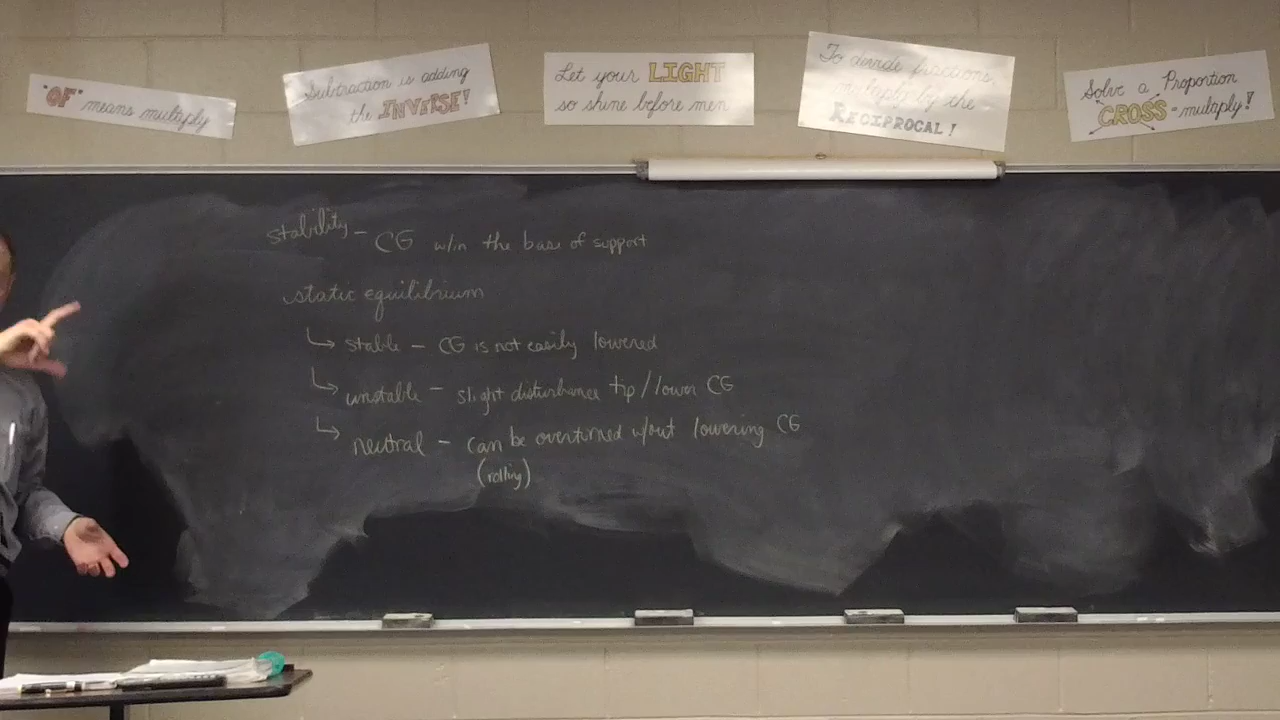 "OF" means multiply
Subtraction is adding
the INVERSE!
Let your LIGHT
so shine before men
To divide fractions
multiply by the
RECIPROCAL!
Solve a Proportion
CROSS-multiply!
stability - CG w/in the base of support
static equilibrium
↳ stable - CG is not easily lowered
↳ unstable - slight disturbance tip/lower CG
↳ neutral - can be overturned w/out lowering CG
(rolling)